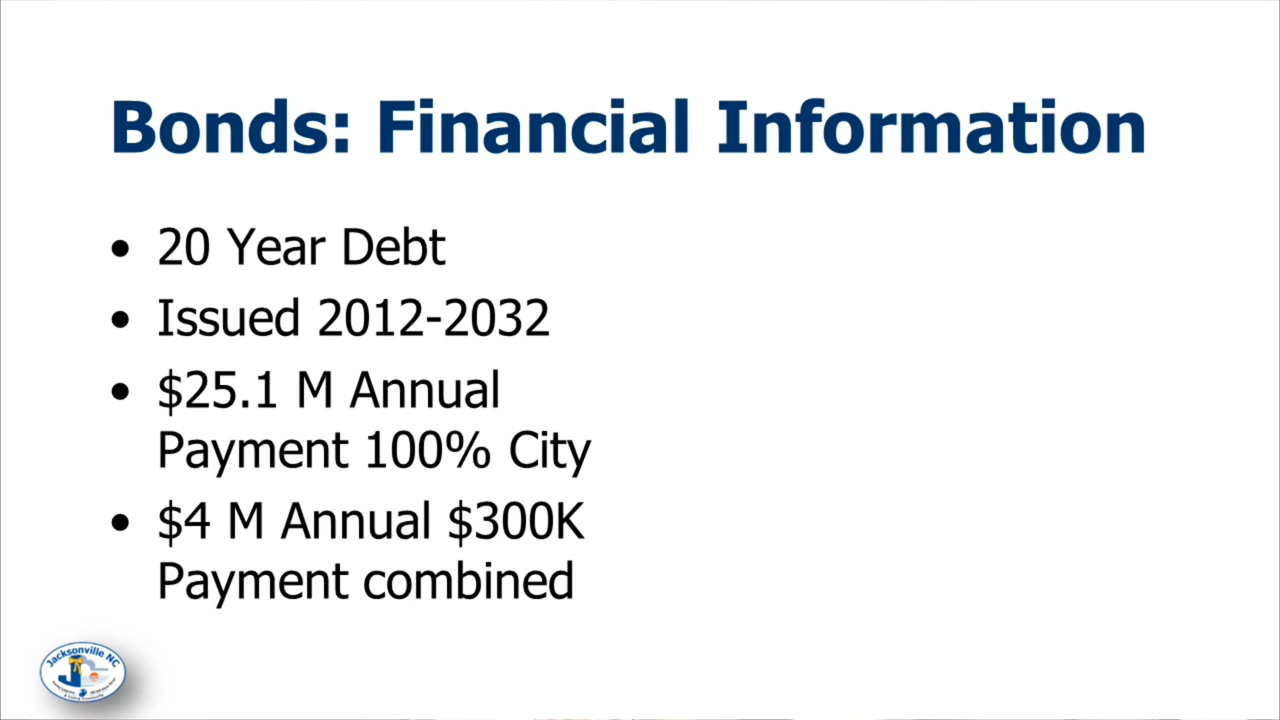 Bonds: Financial Information
• 20 Year Debt
• Issued 2012-2032
• $25.1 M Annual
Payment 100% City
• $4 M Annual $300K
Payment combined
Jacksonville NC